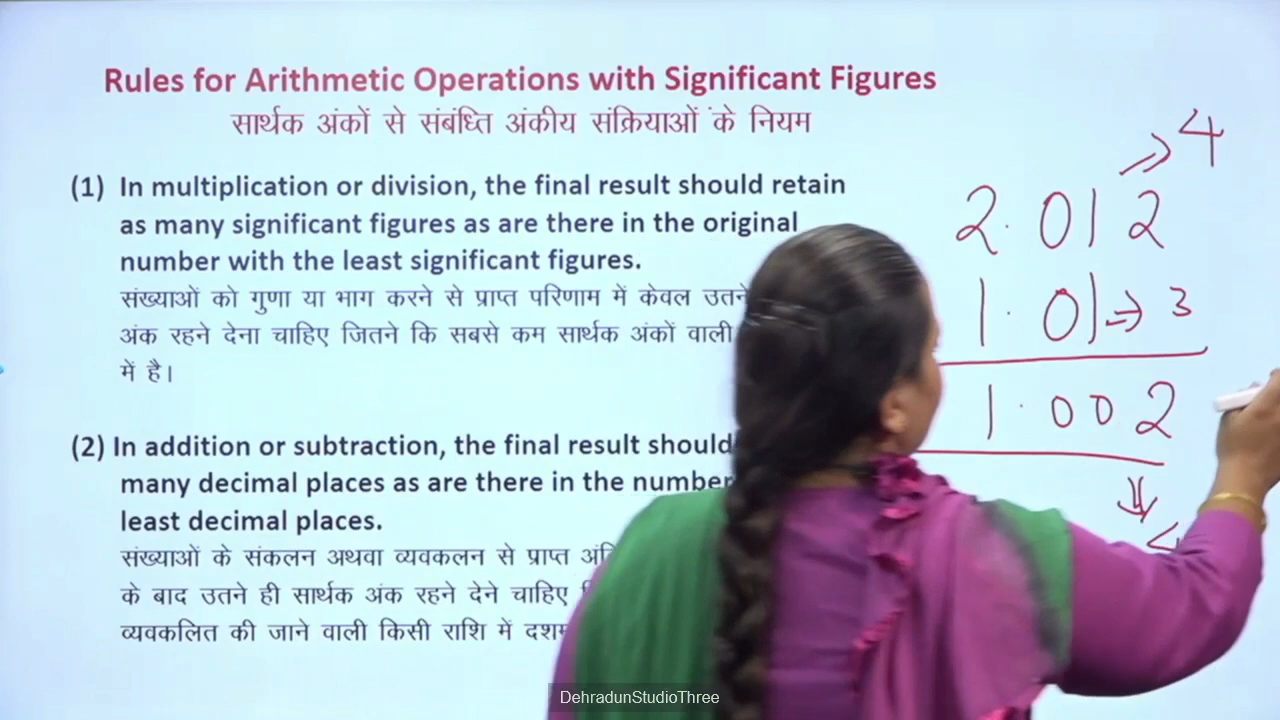 Rules for Arithmetic Operations with Significant Figures
सार्थक अंकों से संबंध्ति अंकीय संक्रियाओं के नियम
(1) In multiplication or division, the final result should retain
as many significant figures as are there in the original
number with the least significant figures.
संख्याओं को गुणा या भाग करने से प्राप्त परिणाम में केवल उतने
अंक रहने देना चाहिए जितने कि सबसे कम सार्थक अंकों वाली
में है।
(2) In addition or subtraction, the final result should
many decimal places as are there in the number
least decimal places.
संख्याओं के संकलन अथवा व्यवकलन से प्राप्त
के बाद उतने ही सार्थक अंक रहने देने चाहिए
व्यवकलित की जाने वाली किसी राशि में
⇒ 4
2.012
1.01 ⇒ 3
1.002
DehradunStudioThree